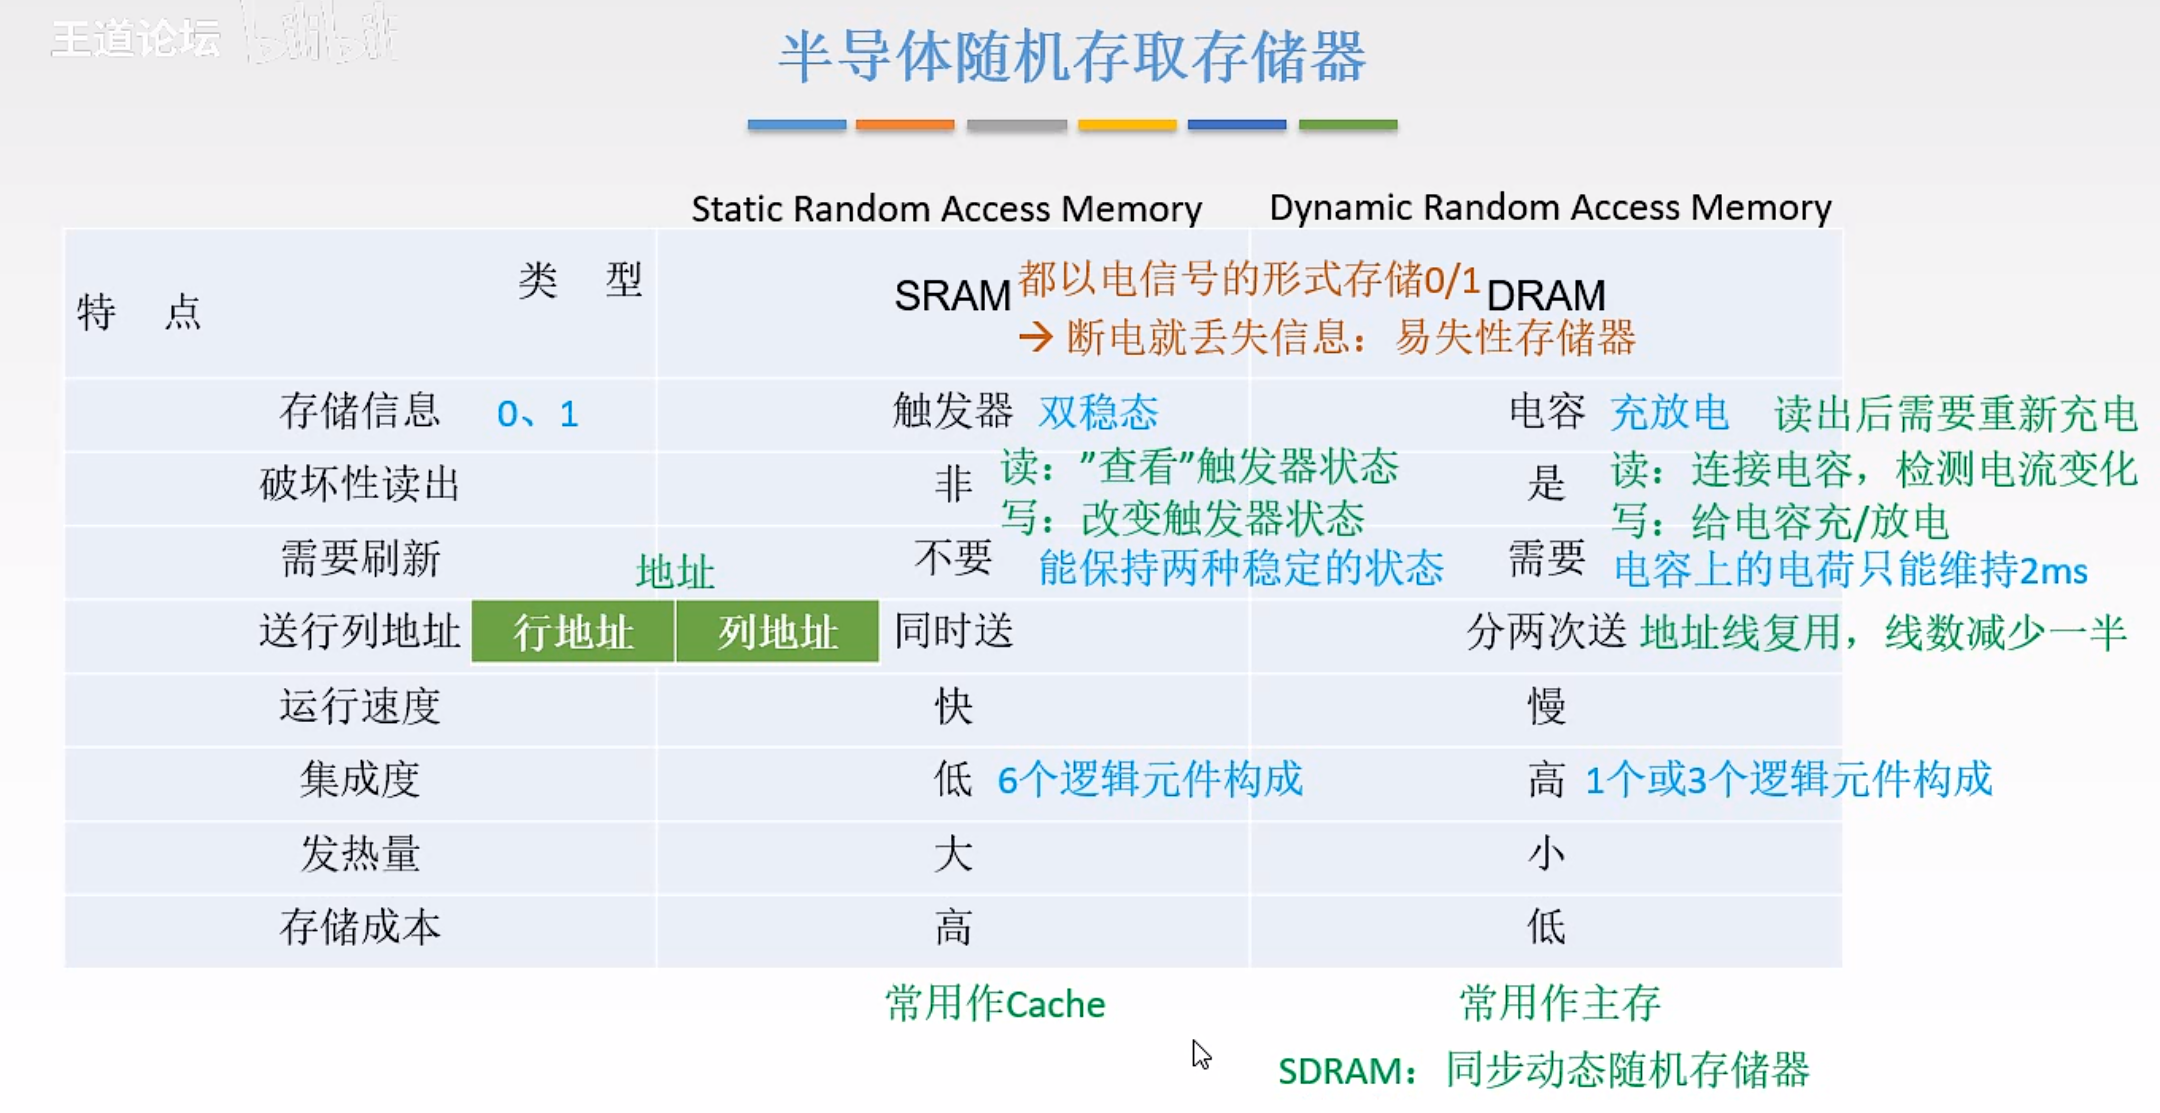 王道论坛 bilibili
半导体随机存取存储器
Static Random Access Memory
Dynamic Random Access Memory
特 点
类 型
SRAM
DRAM
都以电信号的形式存储0/1
→ 断电就丢失信息：易失性存储器
存储信息 0、1
触发器 双稳态
电容 充放电 读出后需要重新充电
破坏性读出
非
读：”查看”触发器状态
写：改变触发器状态
是
读：连接电容，检测电流变化
写：给电容充/放电
需要刷新
不要 能保持两种稳定的状态
需要 电容上的电荷只能维持2ms
地址
送行列地址
行地址
列地址
同时送
分两次送 地址线复用，线数减少一半
运行速度
快
慢
集成度
低 6个逻辑元件构成
高 1个或3个逻辑元件构成
发热量
大
小
存储成本
高
低
常用作Cache
常用作主存
SDRAM：同步动态随机存储器